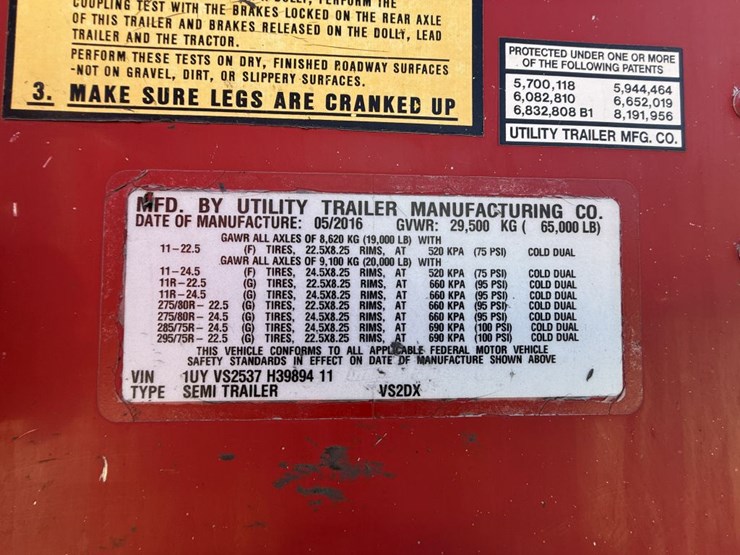 COUPLING TEST WITH THE BRAKES LOCKED ON THE REAR AXLE
OF THIS TRAILER AND BRAKES RELEASED ON THE DOLLY, LEAD
TRAILER AND THE TRACTOR.
PERFORM THESE TESTS ON DRY, FINISHED ROADWAY SURFACES
-NOT ON GRAVEL, DIRT, OR SLIPPERY SURFACES.
3. MAKE SURE LEGS ARE CRANKED UP
PROTECTED UNDER ONE OR MORE
OF THE FOLLOWING PATENTS
5,700,118 5,944,464
6,082,810 6,652,019
6,832,808 B1 8,191,956
UTILITY TRAILER MFG. CO.
MFD. BY UTILITY TRAILER MANUFACTURING CO.
DATE OF MANUFACTURE: 05/2016 GVWR: 29,500 KG ( 65,000 LB)
GAWR ALL AXLES OF 8,620 KG (19,000 LB) WITH
11-22.5 (F) TIRES, 22.5X8.25 RIMS, AT 520 KPA (75 PSI) COLD DUAL
GAWR ALL AXLES OF 9,100 KG (20,000 LB) WITH
11-24.5 (F) TIRES, 24.5X8.25 RIMS, AT 520 KPA (75 PSI) COLD DUAL
11R-22.5 (G) TIRES, 22.5X8.25 RIMS, AT 660 KPA (95 PSI) COLD DUAL
11R-24.5 (G) TIRES, 24.5X8.25 RIMS, AT 660 KPA (95 PSI) COLD DUAL
275/80R- 22.5 (G) TIRES, 22.5X8.25 RIMS, AT 660 KPA (95 PSI) COLD DUAL
275/80R- 24.5 (G) TIRES, 24.5X8.25 RIMS, AT 660 KPA (95 PSI) COLD DUAL
285/75R- 24.5 (G) TIRES, 24.5X8.25 RIMS, AT 690 KPA (100 PSI) COLD DUAL
295/75R- 22.5 (G) TIRES, 22.5X8.25 RIMS, AT 690 KPA (100 PSI) COLD DUAL
THIS VEHICLE CONFORMS TO ALL APPLICABLE FEDERAL MOTOR VEHICLE
SAFETY STANDARDS IN EFFECT ON DATE OF MANUFACTURE SHOWN ABOVE
VIN 1UY VS2537 H39894 11
TYPE SEMI TRAILER VS2DX